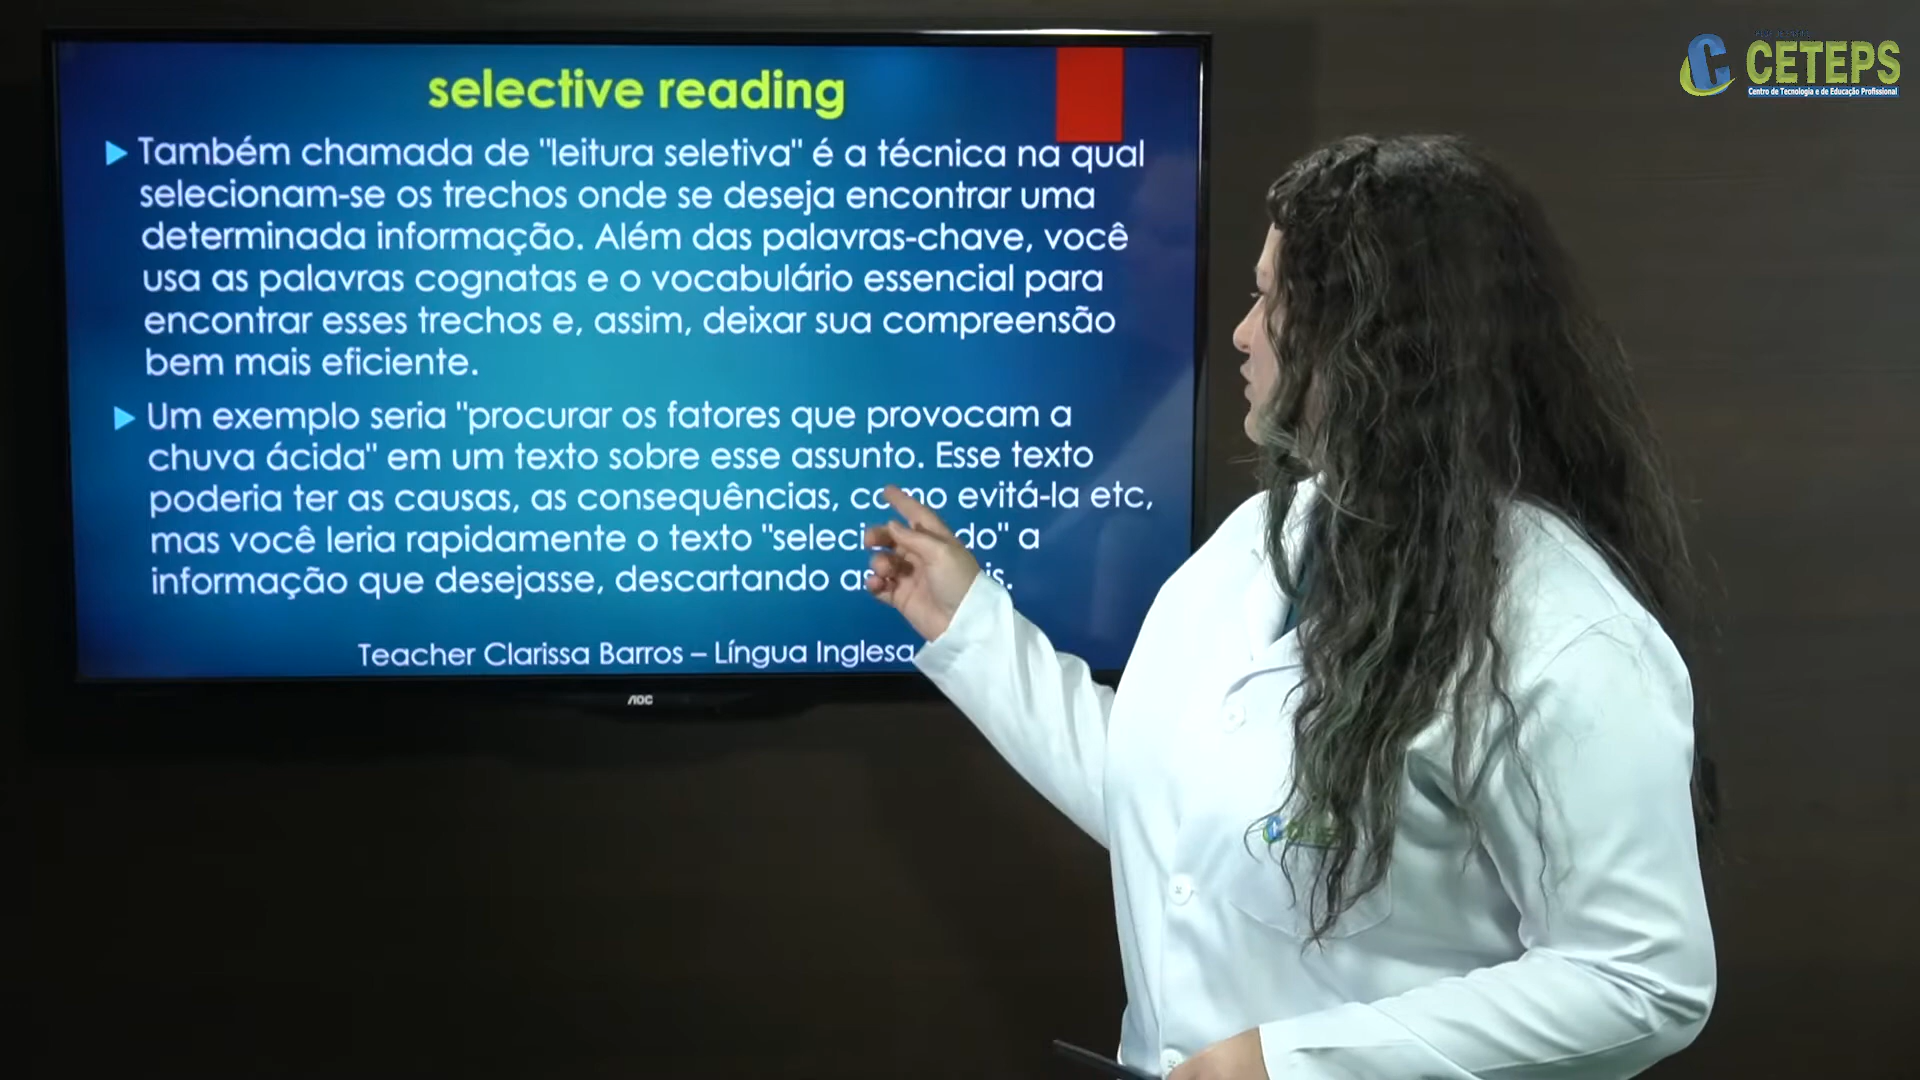 selective reading
Também chamada de "leitura seletiva" é a técnica na qual
selecionam-se os trechos onde se deseja encontrar uma
determinada informação. Além das palavras-chave, você
usa as palavras cognatas e o vocabulário essencial para
encontrar esses trechos e, assim, deixar sua compreensão
bem mais eficiente.
Um exemplo seria "procurar os fatores que provocam a
chuva ácida" em um texto sobre esse assunto. Esse texto
poderia ter as causas, as consequências, como evitá-la etc,
mas você leria rapidamente o texto a
informação que desejasse, descartando
Teacher Clarissa Barros – Língua Inglesa
AOC
CETEPS
Centro de Tecnologia e de Educação Profissional